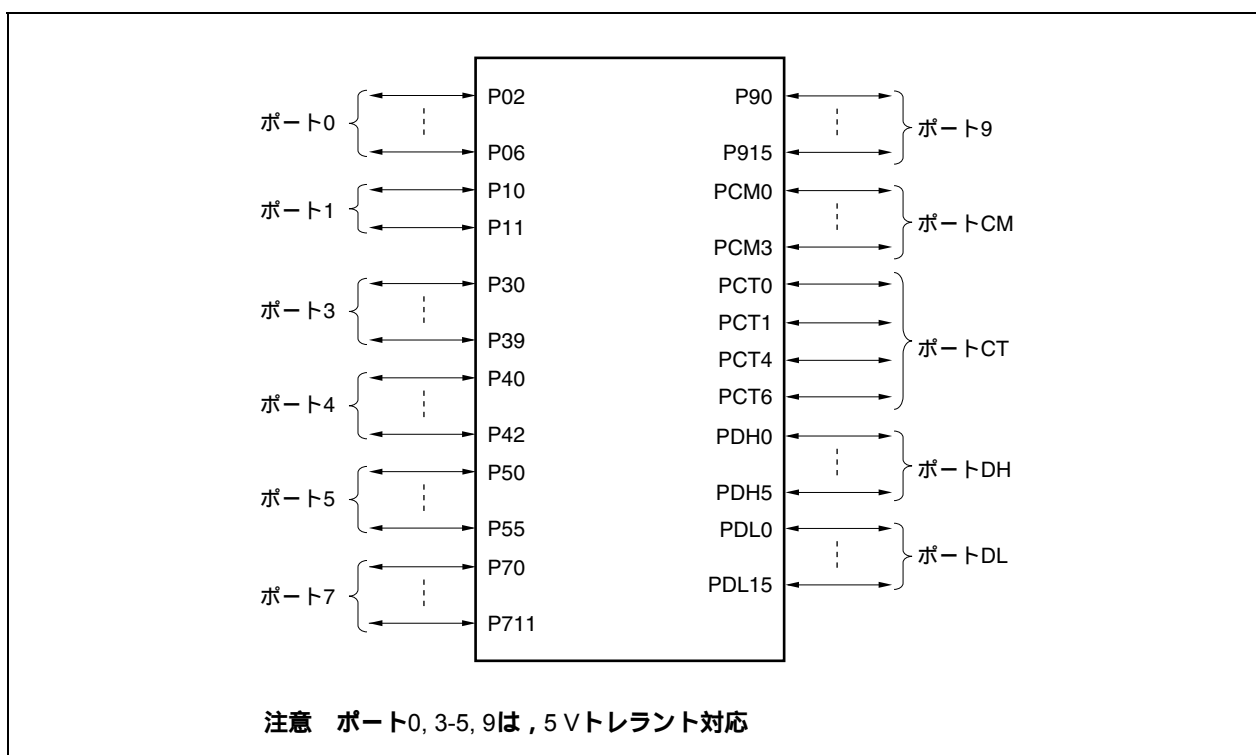 ポート0
P02
P06
ポート1
P10
P11
ポート3
P30
P39
ポート4
P40
P42
ポート5
P50
P55
ポート7
P70
P711
P90
P915
ポート9
PCM0
PCM3
ポートCM
PCT0
PCT1
PCT4
PCT6
ポートCT
PDH0
PDH5
ポートDH
PDL0
PDL15
ポートDL
注意 ポート0, 3-5, 9は，5 Vトレラント対応